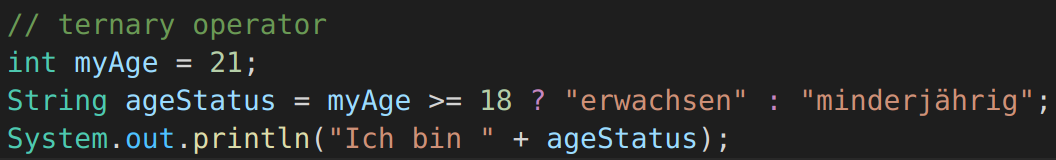 // ternary operator
int myAge = 21;
String ageStatus = myAge >= 18 ? "erwachsen" : "minderjährig";
System.out.println("Ich bin " + ageStatus);